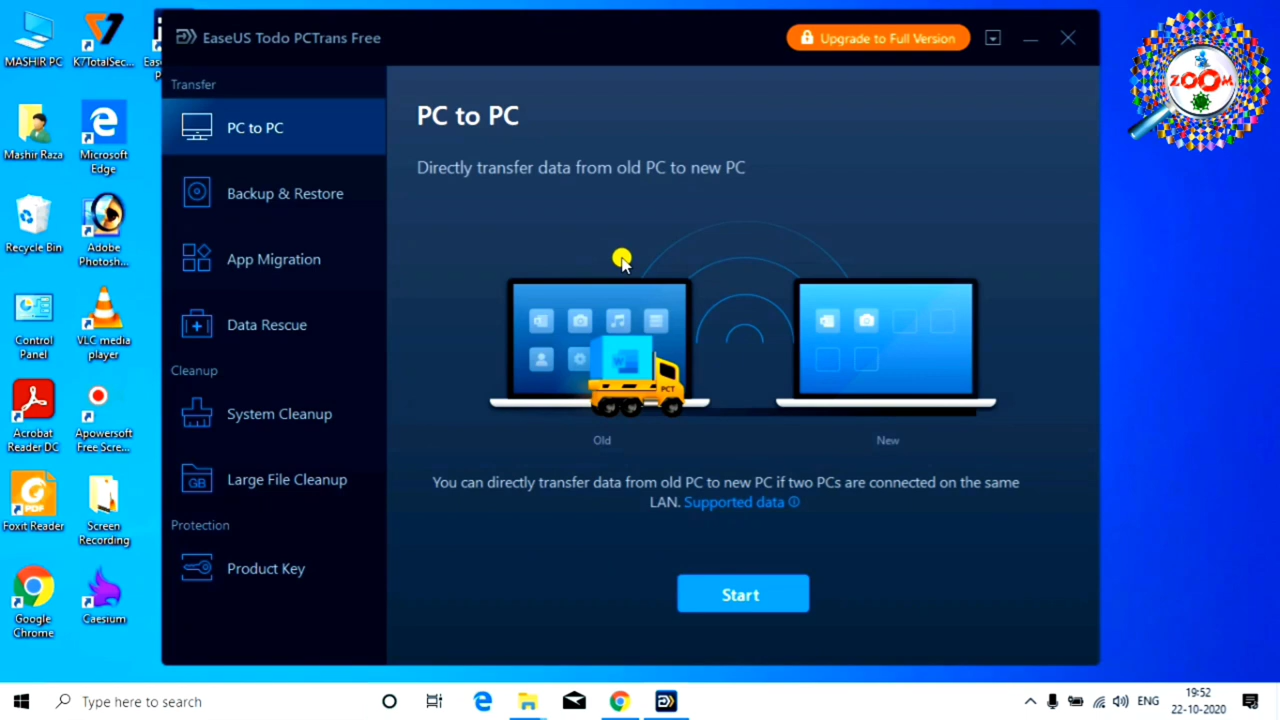 MASHIR PC
K7TotalSec...
Mashir Raza
Microsoft
Edge
Recycle Bin
Adobe
Photosh...
Control
Panel
VLC media
player
Acrobat
Reader DC
Apowersoft
Free Scre...
Foxit Reader
Screen
Recording
Google
Chrome
Caesium
EaseUS Todo PCTrans Free
Upgrade to Full Version
Transfer
PC to PC
Backup & Restore
App Migration
Data Rescue
Cleanup
System Cleanup
GB
Large File Cleanup
Protection
Product Key
PC to PC
Directly transfer data from old PC to new PC
PCT
Old
New
You can directly transfer data from old PC to new PC if two PCs are connected on the same
LAN. Supported data
Start
ZOOM
Type here to search
ENG
19:52
22-10-2020